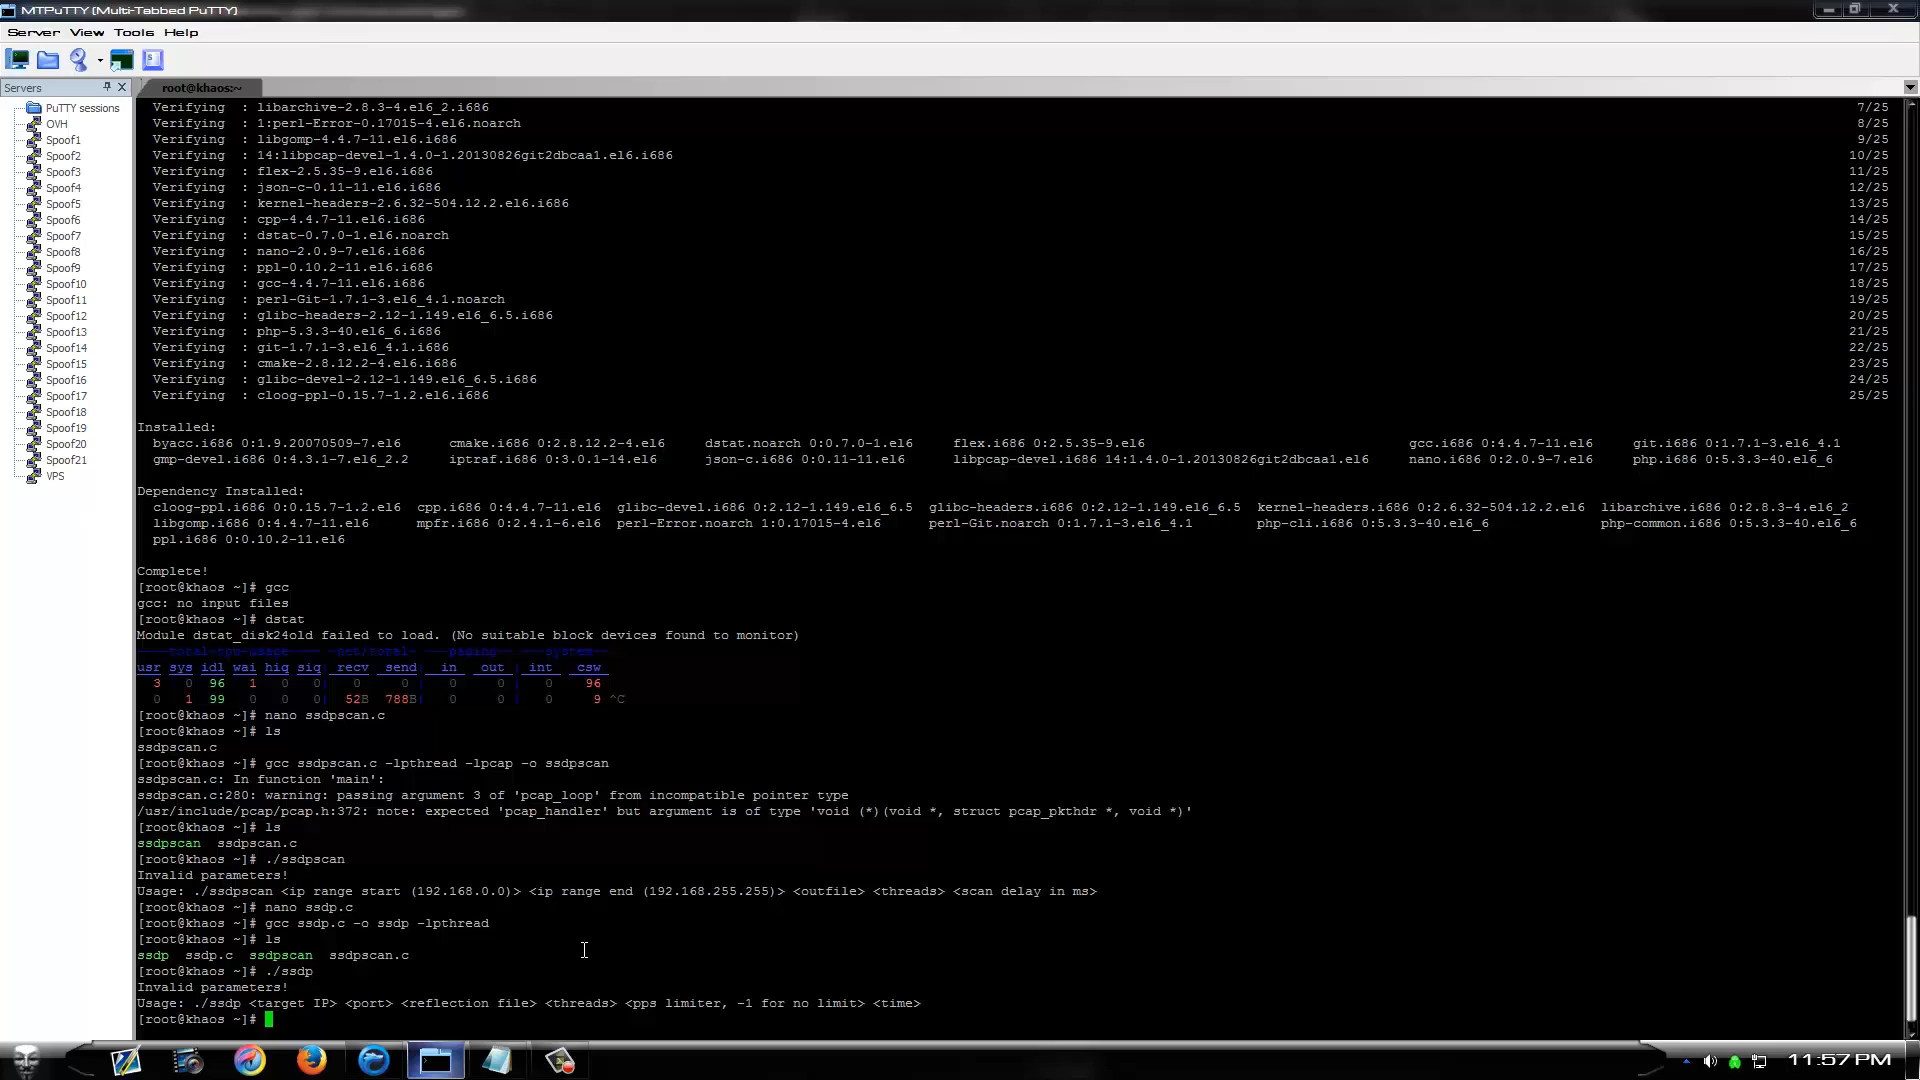 MTPuTTY (Multi-Tabbed PuTTY)
Server View Tools Help
Servers
root@khaos:~
PuTTY sessions
OVH
Spoof1
Spoof2
Spoof3
Spoof4
Spoof5
Spoof6
Spoof7
Spoof8
Spoof9
Spoof10
Spoof11
Spoof12
Spoof13
Spoof14
Spoof15
Spoof16
Spoof17
Spoof18
Spoof19
Spoof20
Spoof21
VPS
Verifying : libarchive-2.8.3-4.el6_2.i686 7/25
Verifying : 1:perl-Error-0.17015-4.el6.noarch 8/25
Verifying : libgomp-4.4.7-11.el6.i686 9/25
Verifying : 14:libpcap-devel-1.4.0-1.20130826git2dbcaa1.el6.i686 10/25
Verifying : flex-2.5.35-9.el6.i686 11/25
Verifying : json-c-0.11-11.el6.i686 12/25
Verifying : kernel-headers-2.6.32-504.12.2.el6.i686 13/25
Verifying : cpp-4.4.7-11.el6.i686 14/25
Verifying : dstat-0.7.0-1.el6.noarch 15/25
Verifying : nano-2.0.9-7.el6.i686 16/25
Verifying : ppl-0.10.2-11.el6.i686 17/25
Verifying : gcc-4.4.7-11.el6.i686 18/25
Verifying : perl-Git-1.7.1-3.el6_4.1.noarch 19/25
Verifying : glibc-headers-2.12-1.149.el6_6.5.i686 20/25
Verifying : php-5.3.3-40.el6_6.i686 21/25
Verifying : git-1.7.1-3.el6_4.1.i686 22/25
Verifying : cmake-2.8.12.2-4.el6.i686 23/25
Verifying : glibc-devel-2.12-1.149.el6_6.5.i686 24/25
Verifying : cloog-ppl-0.15.7-1.2.el6.i686 25/25
Installed:
byacc.i686 0:1.9.20070509-7.el6 cmake.i686 0:2.8.12.2-4.el6 dstat.noarch 0:0.7.0-1.el6 flex.i686 0:2.5.35-9.el6 gcc.i686 0:4.4.7-11.el6 git.i686 0:1.7.1-3.el6_4.1
gmp-devel.i686 0:4.3.1-7.el6_2.2 iptraf.i686 0:3.0.1-14.el6 json-c.i686 0:0.11-11.el6 libpcap-devel.i686 14:1.4.0-1.20130826git2dbcaa1.el6 nano.i686 0:2.0.9-7.el6 php.i686 0:5.3.3-40.el6_6
Dependency Installed:
cloog-ppl.i686 0:0.15.7-1.2.el6 cpp.i686 0:4.4.7-11.el6 glibc-devel.i686 0:2.12-1.149.el6_6.5 glibc-headers.i686 0:2.12-1.149.el6_6.5 kernel-headers.i686 0:2.6.32-504.12.2.el6 libarchive.i686 0:2.8.3-4.el6_2
libgomp.i686 0:4.4.7-11.el6 mpfr.i686 0:2.4.1-6.el6 perl-Error.noarch 1:0.17015-4.el6 perl-Git.noarch 0:1.7.1-3.el6_4.1 php-cli.i686 0:5.3.3-40.el6_6 php-common.i686 0:5.3.3-40.el6_6
ppl.i686 0:0.10.2-11.el6
Complete!
[root@khaos ~]# gcc
gcc: no input files
[root@khaos ~]# dstat
Module dstat_disk24old failed to load. (No suitable block devices found to monitor)
----total-cpu-usage---- -net/total- ---paging-- ---system--
usr sys idl wai hiq siq| recv send| in out | int csw
3 0 96 1 0 0| 0 0| 0 0 | 0 96
0 1 99 0 0 0| 52B 788B| 0 0 | 0 9 ^C
[root@khaos ~]# nano ssdpscan.c
[root@khaos ~]# ls
ssdpscan.c
[root@khaos ~]# gcc ssdpscan.c -lpthread -lpcap -o ssdpscan
ssdpscan.c: In function 'main':
ssdpscan.c:280: warning: passing argument 3 of 'pcap_loop' from incompatible pointer type
/usr/include/pcap/pcap.h:372: note: expected 'pcap_handler' but argument is of type 'void (*)(void *, struct pcap_pkthdr *, void *)'
[root@khaos ~]# ls
ssdpscan ssdpscan.c
[root@khaos ~]# ./ssdpscan
Invalid parameters!
Usage: ./ssdpscan <ip range start (192.168.0.0)> <ip range end (192.168.255.255)> <outfile> <threads> <scan delay in ms>
[root@khaos ~]# nano ssdp.c
[root@khaos ~]# gcc ssdp.c -o ssdp -lpthread
[root@khaos ~]# ls
ssdp ssdp.c ssdpscan ssdpscan.c
[root@khaos ~]# ./ssdp
Invalid parameters!
Usage: ./ssdp <target IP> <port> <reflection file> <threads> <pps limiter, -1 for no limit> <time>
[root@khaos ~]#
11:57 PM